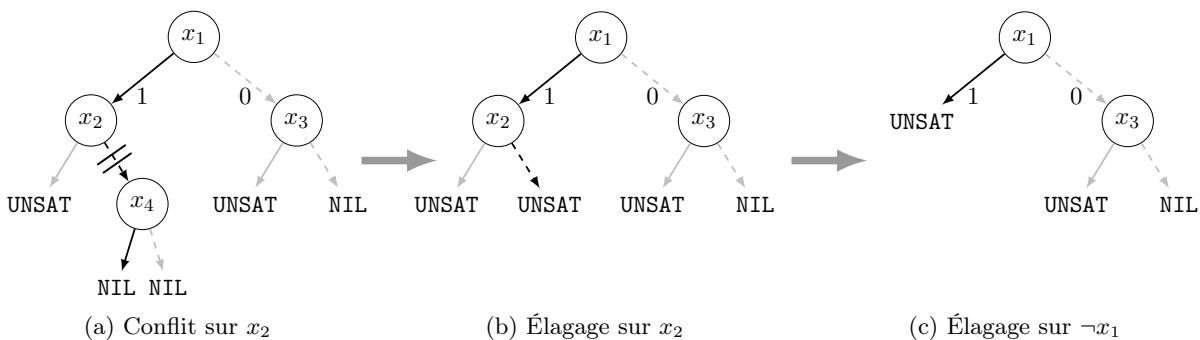 x₁ x₁ x₁
1 0 1 0 1 0
x₂ x₃ x₂ x₃ UNSAT x₃
UNSAT x₄ UNSAT NIL UNSAT UNSAT UNSAT NIL UNSAT NIL
NIL NIL
(a) Conflit sur x₂ (b) Élagage sur x₂ (c) Élagage sur ¬x₁